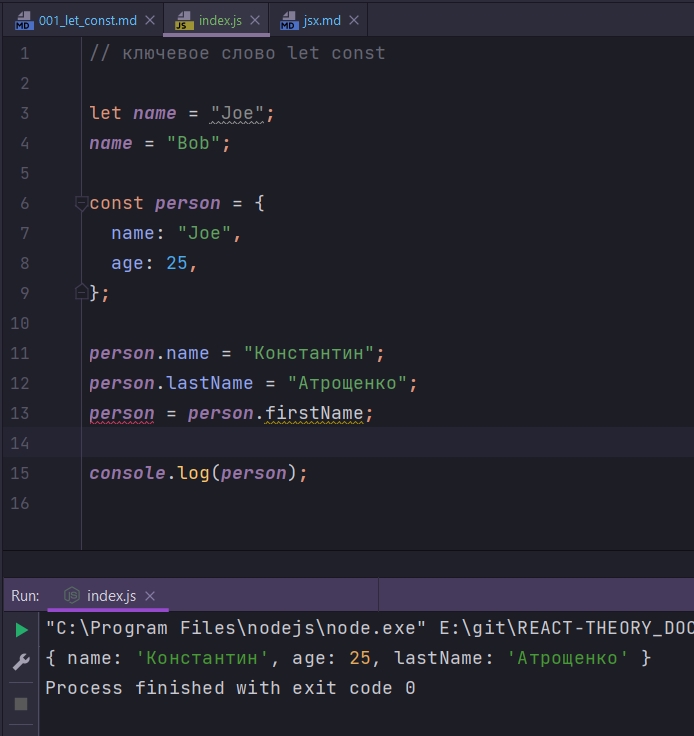 001_let_const.md
index.js
jsx.md
1 // ключевое слово let const
2
3 let name = "Joe";
4 name = "Bob";
5
6 const person = {
7   name: "Joe",
8   age: 25,
9 };
10
11 person.name = "Константин";
12 person.lastName = "Атрощенко";
13 person = person.firstName;
14
15 console.log(person);
16
Run: index.js
"C:\Program Files\nodejs\node.exe" E:\git\REACT-THEORY_DOC
{ name: 'Константин', age: 25, lastName: 'Атрощенко' }
Process finished with exit code 0